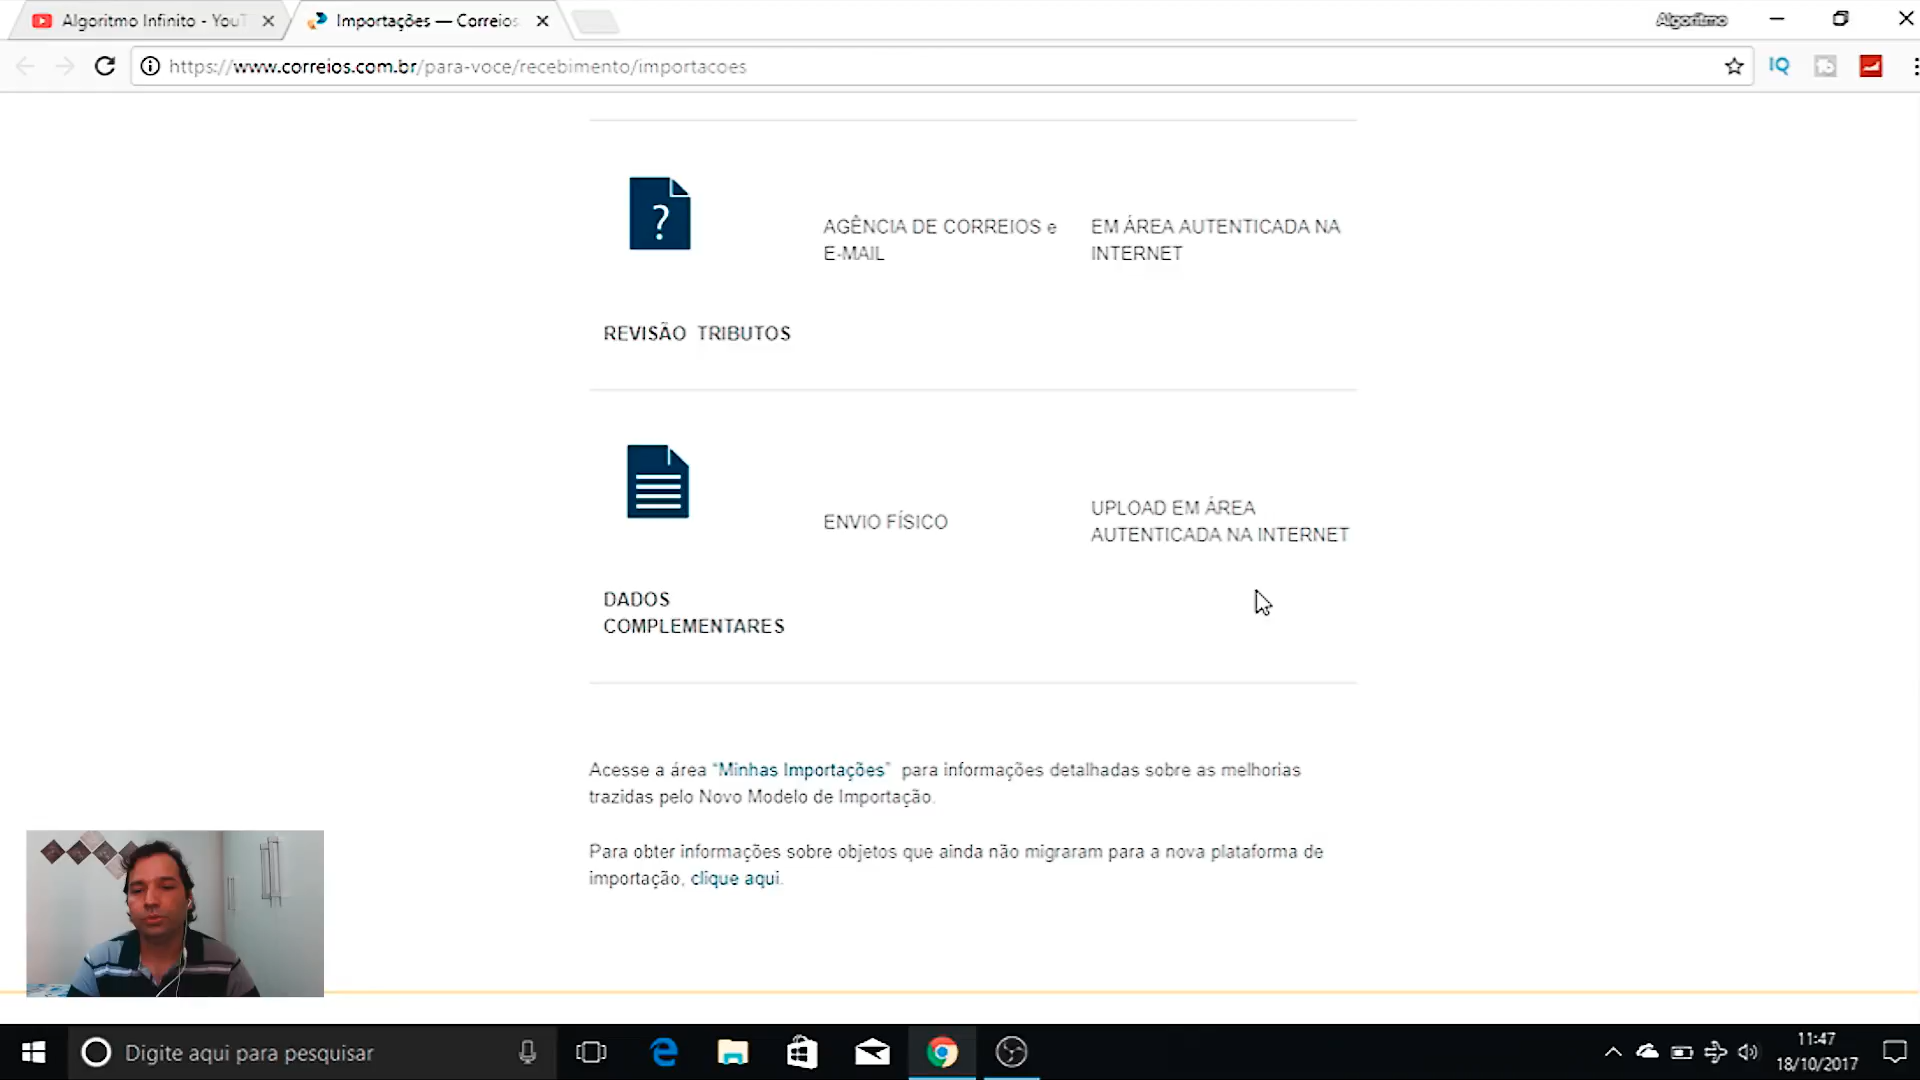 Algoritmo Infinito - YouT
Importações — Correios
Algoritmo
https://www.correios.com.br/para-voce/recebimento/importacoes
IQ
?
AGÊNCIA DE CORREIOS e
E-MAIL
EM ÁREA AUTENTICADA NA
INTERNET
REVISÃO TRIBUTOS
ENVIO FÍSICO
UPLOAD EM ÁREA
AUTENTICADA NA INTERNET
DADOS
COMPLEMENTARES
Acesse a área “Minhas Importações” para informações detalhadas sobre as melhorias
trazidas pelo Novo Modelo de Importação.
Para obter informações sobre objetos que ainda não migraram para a nova plataforma de
importação, clique aqui.
Digite aqui para pesquisar
11:47
18/10/2017